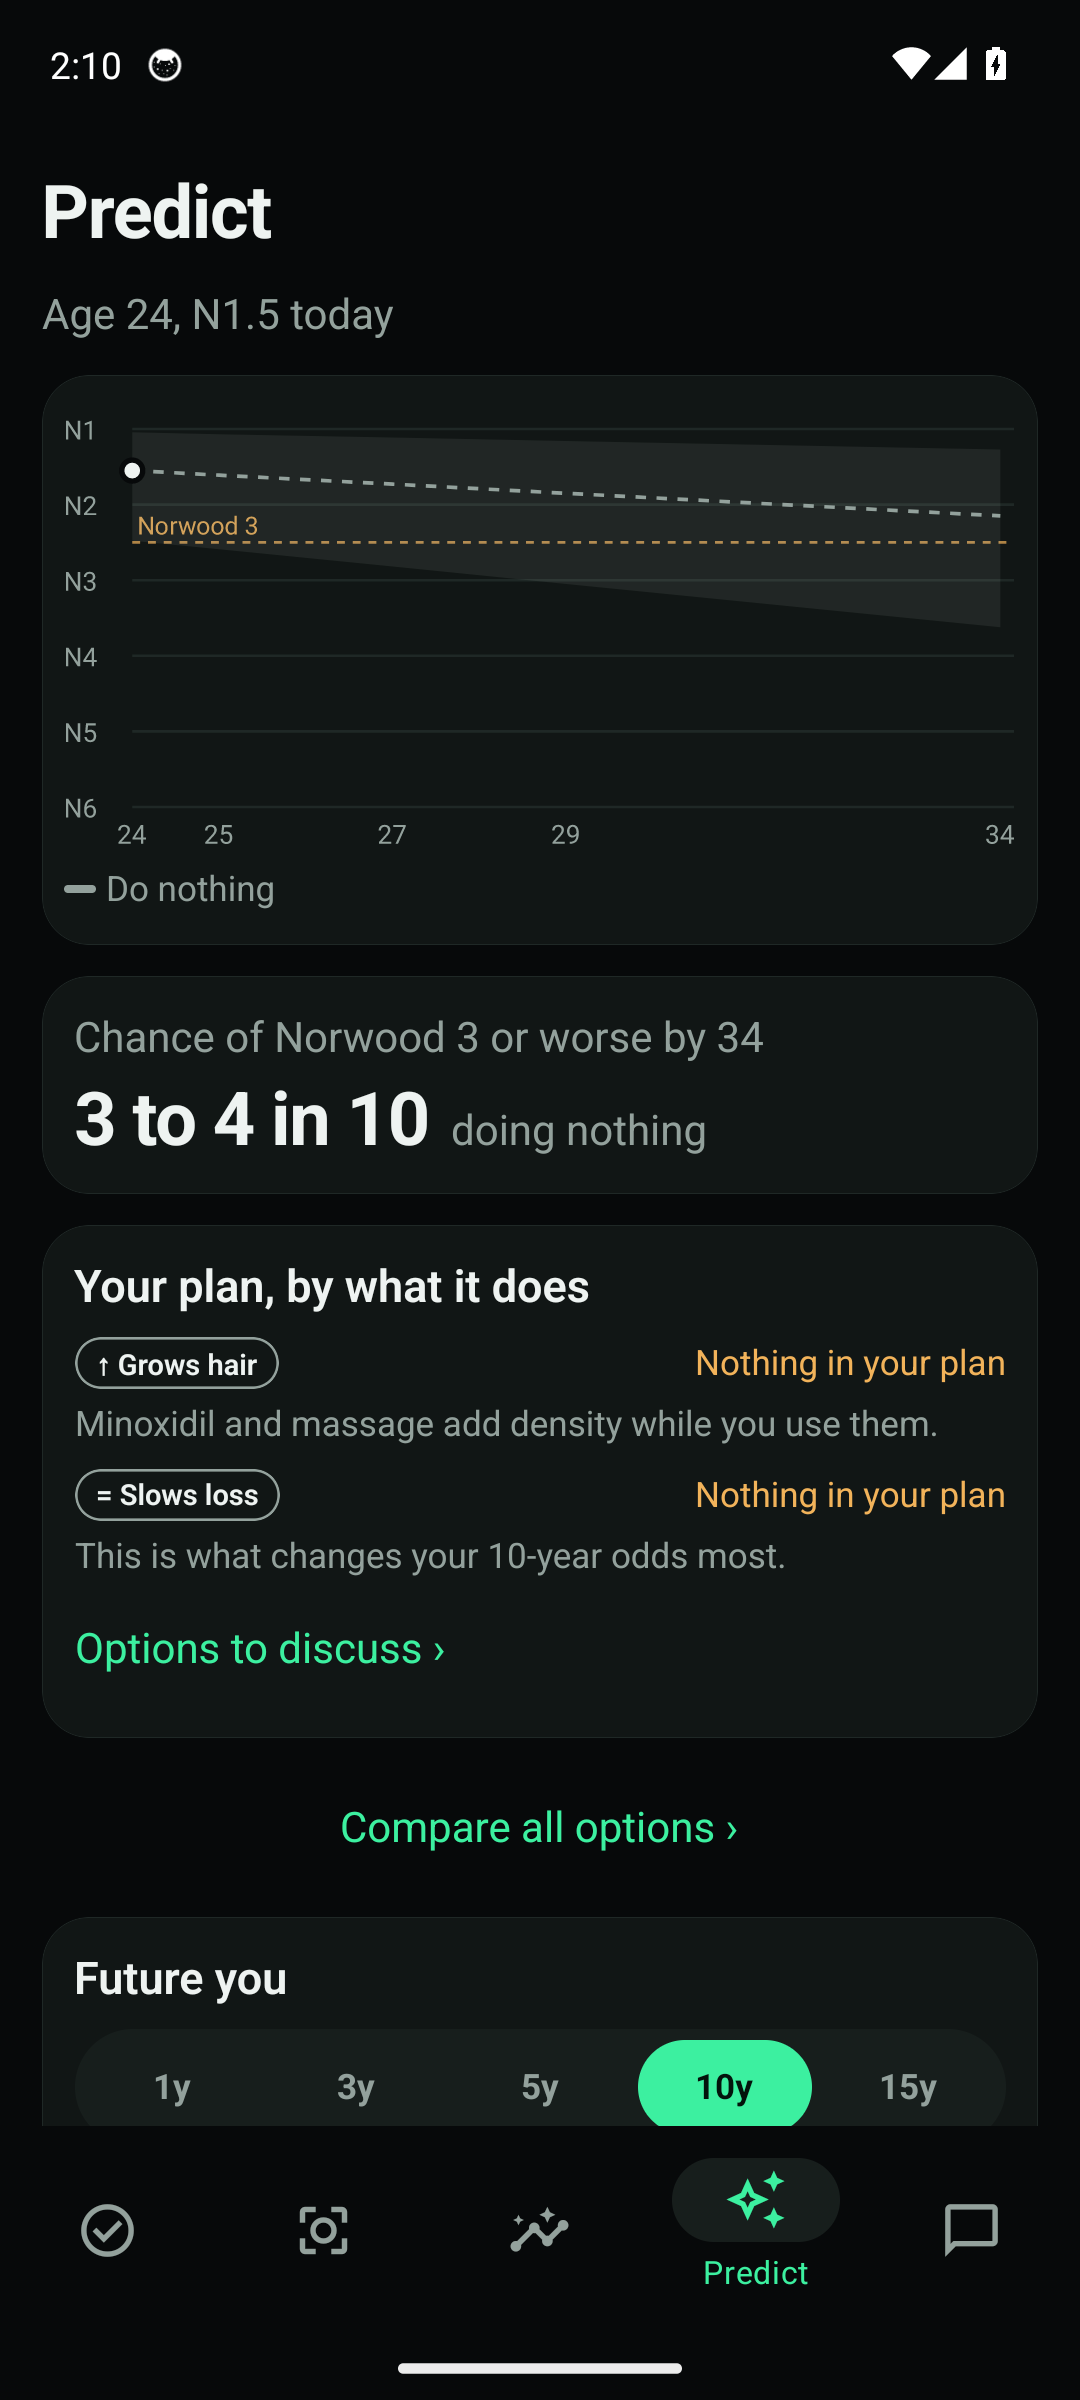 2:10
Predict
Age 24, N1.5 today
N1
N2
Norwood 3
N3
N4
N5
N6
24 25 27 29 34
Do nothing
Chance of Norwood 3 or worse by 34
3 to 4 in 10 doing nothing
Your plan, by what it does
↑ Grows hair Nothing in your plan
Minoxidil and massage add density while you use them.
= Slows loss Nothing in your plan
This is what changes your 10-year odds most.
Options to discuss ›
Compare all options ›
Future you
1y 3y 5y 10y 15y
Predict